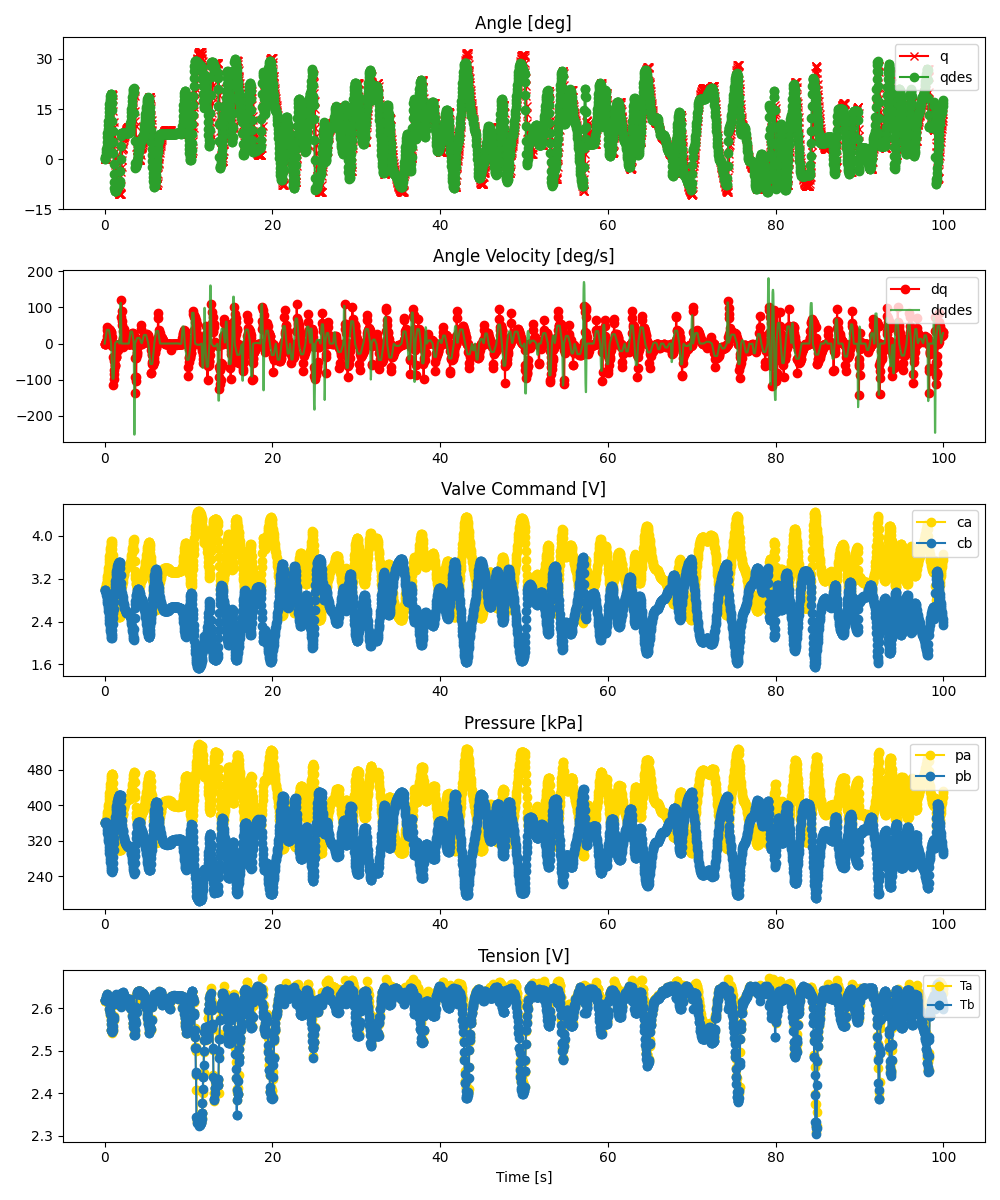 Angle [deg]
30
15
0
−15
q
qdes
0 20 40 60 80 100
Angle Velocity [deg/s]
200
100
0
−100
−200
dq
dqdes
0 20 40 60 80 100
Valve Command [V]
4.0
3.2
2.4
1.6
ca
cb
0 20 40 60 80 100
Pressure [kPa]
480
400
320
240
pa
pb
0 20 40 60 80 100
Tension [V]
2.6
2.5
2.4
2.3
Ta
Tb
0 20 40 60 80 100
Time [s]